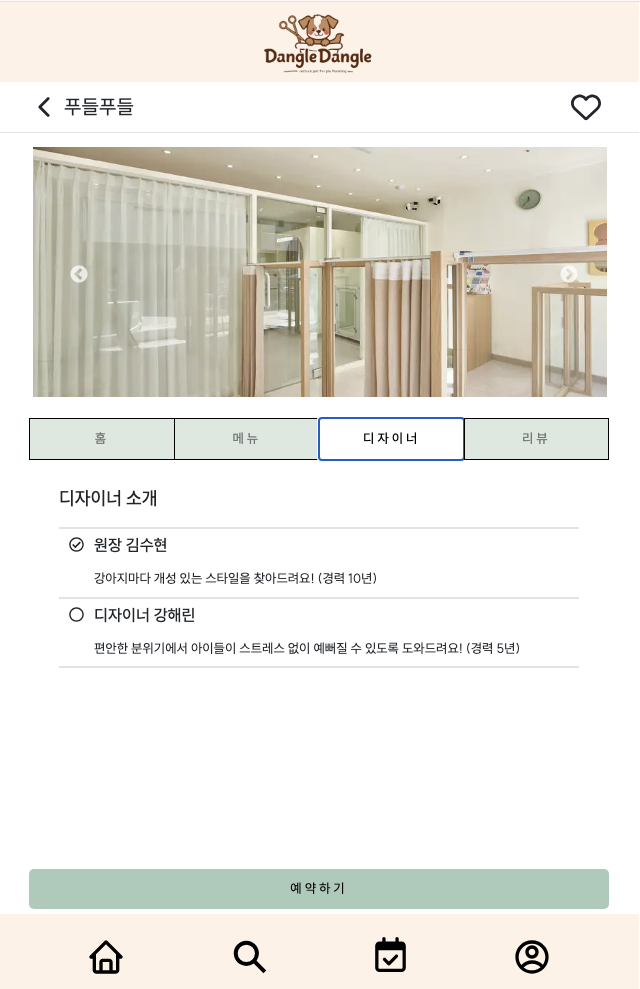 DangleDangle
푸들푸들
홈
메뉴
디자이너
리뷰
디자이너 소개
원장 김수현
강아지마다 개성 있는 스타일을 찾아드려요! (경력 10년)
디자이너 강해린
편안한 분위기에서 아이들이 스트레스 없이 예뻐질 수 있도록 도와드려요! (경력 5년)
예약하기